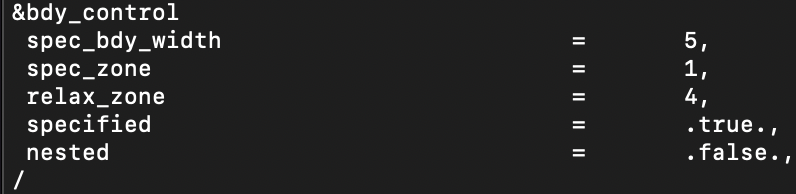 &bdy_control
 spec_bdy_width                         =       5,
 spec_zone                              =       1,
 relax_zone                             =       4,
 specified                              =       .true.,
 nested                                 =       .false.,
/